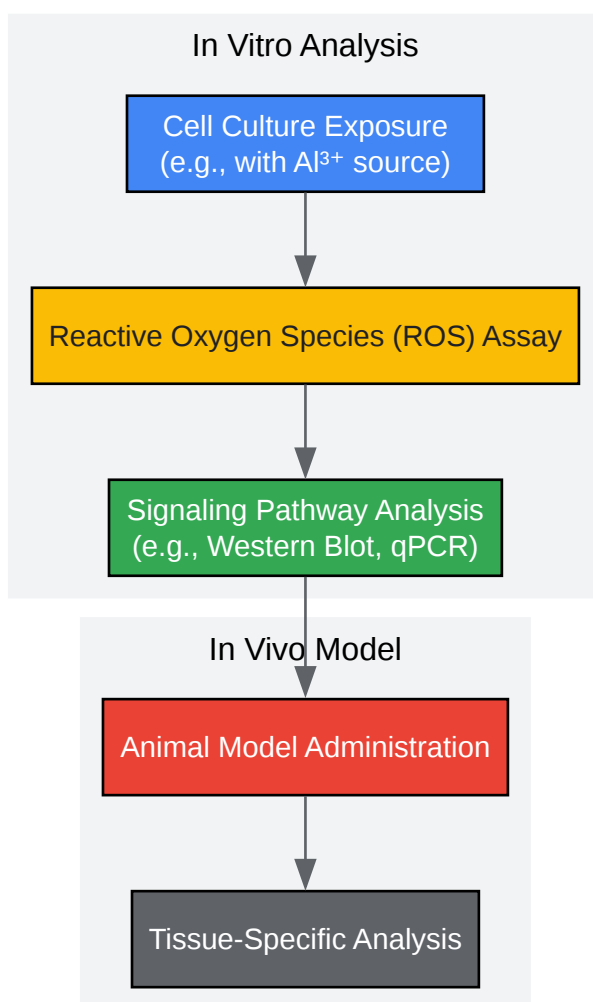 In Vitro Analysis
Cell Culture Exposure
(e.g., with Al³⁺ source)
Reactive Oxygen Species (ROS) Assay
Signaling Pathway Analysis
(e.g., Western Blot, qPCR)
In Vivo Model
Animal Model Administration
Tissue-Specific Analysis